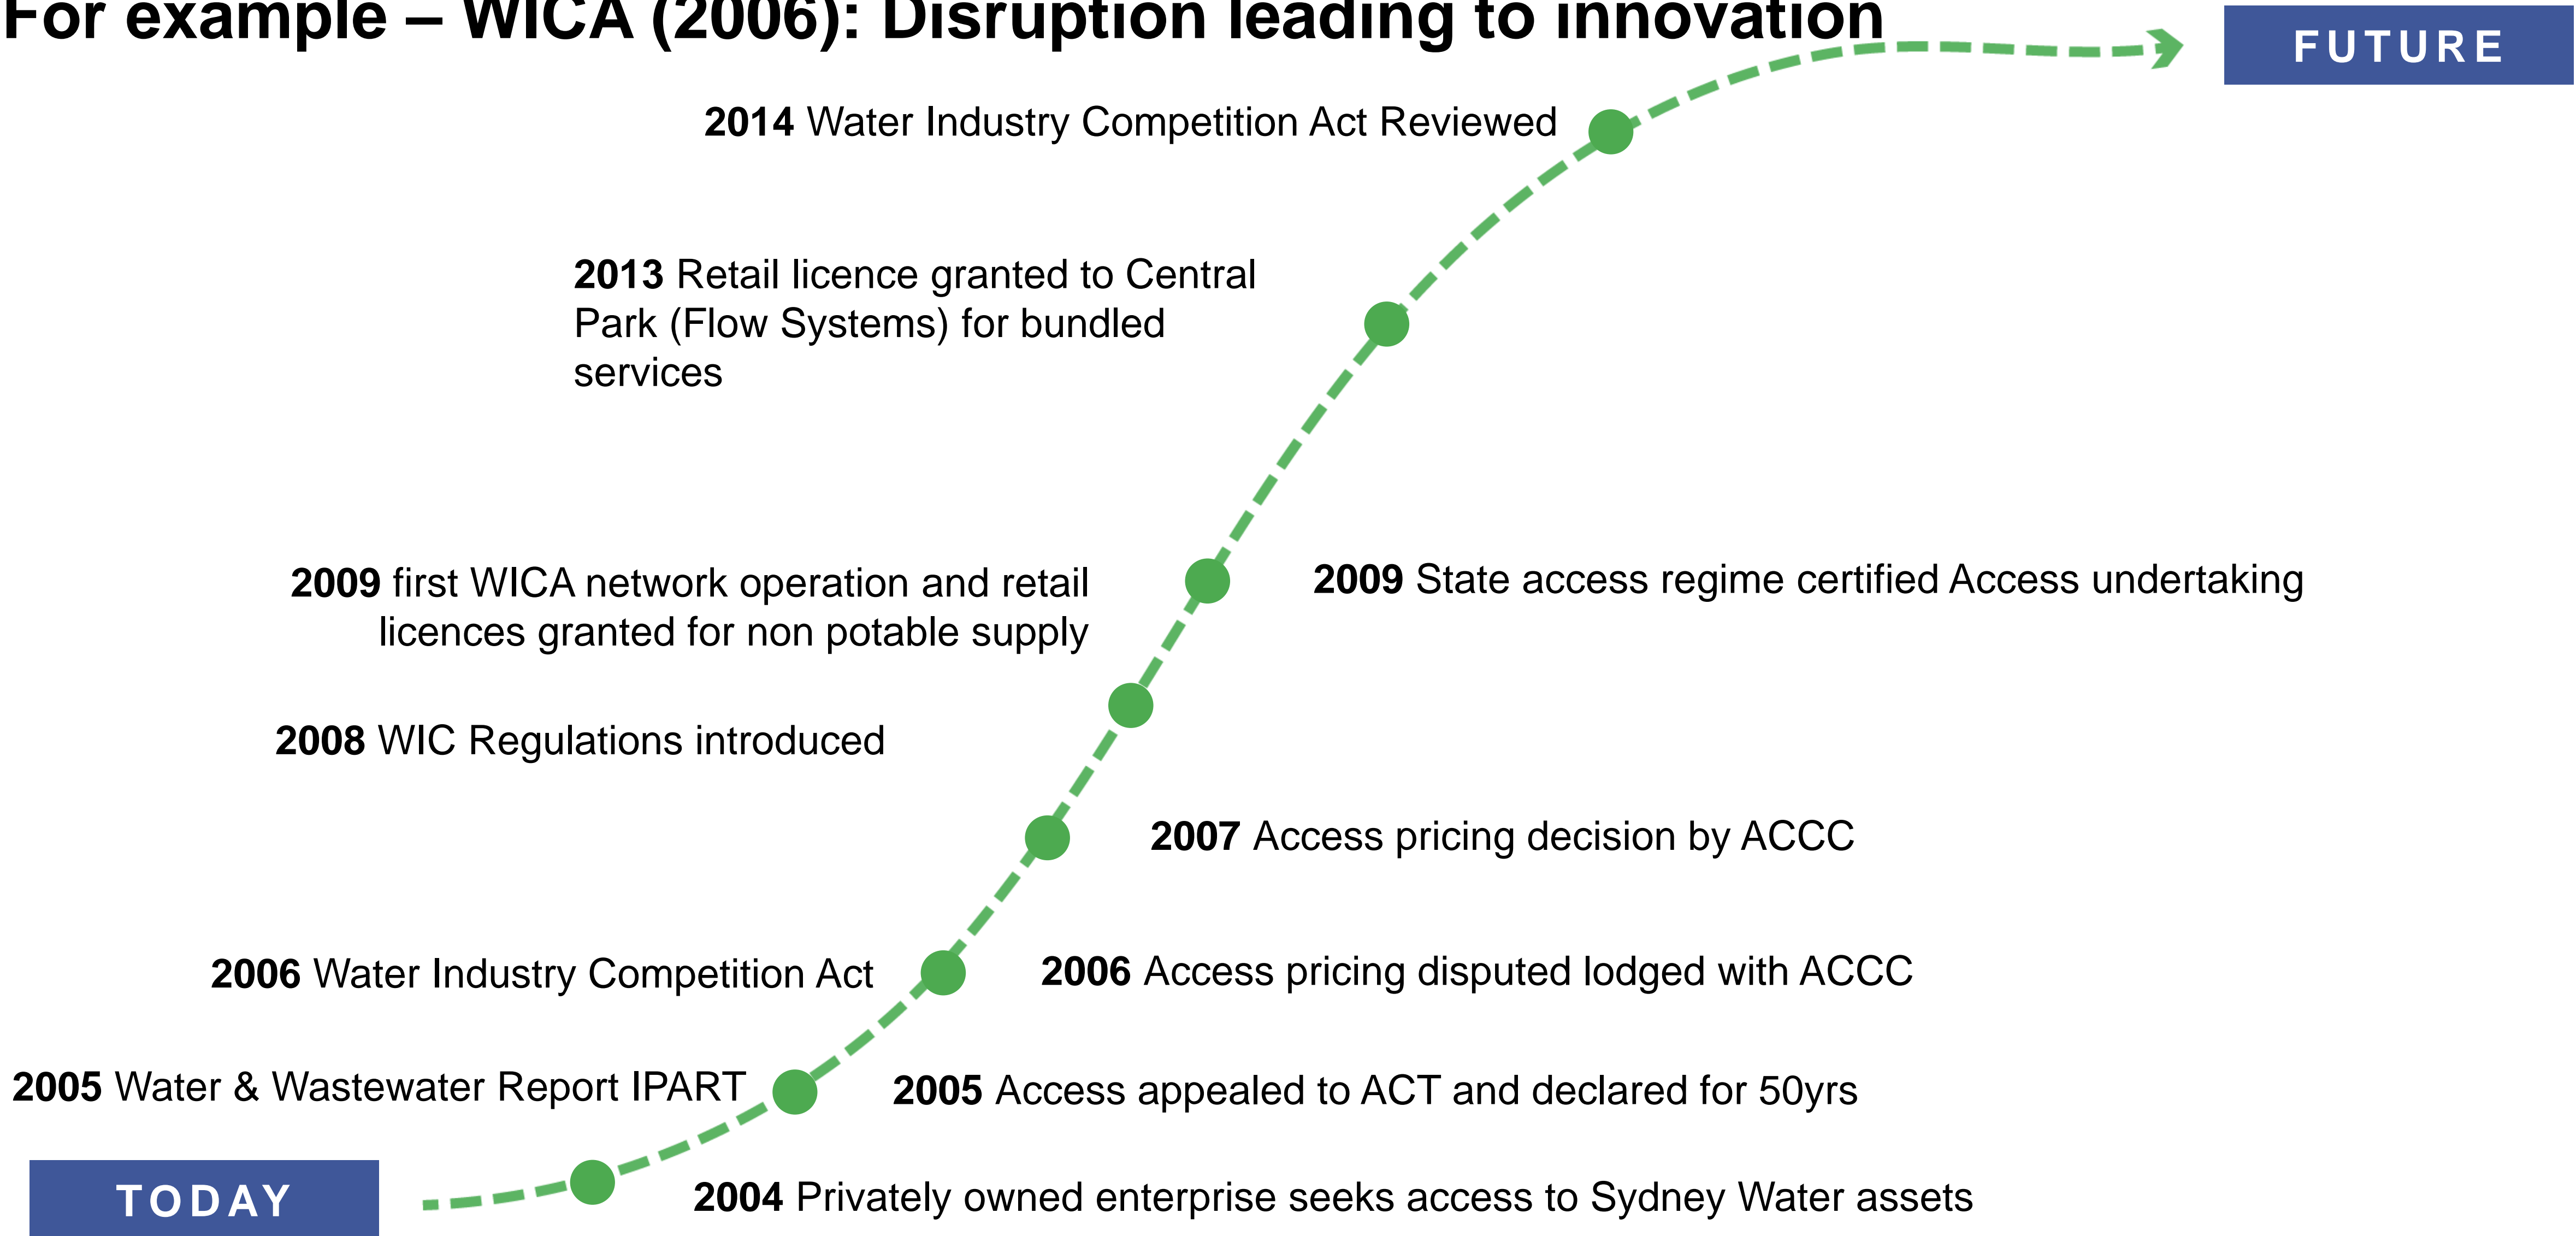 For example – WICA (2006): Disruption leading to innovation
FUTURE
2014 Water Industry Competition Act Reviewed
2013 Retail licence granted to Central
Park (Flow Systems) for bundled
services
2009 first WICA network operation and retail
licences granted for non potable supply
2009 State access regime certified Access undertaking
2008 WIC Regulations introduced
2007 Access pricing decision by ACCC
2006 Water Industry Competition Act
2006 Access pricing disputed lodged with ACCC
2005 Water & Wastewater Report IPART
2005 Access appealed to ACT and declared for 50yrs
TODAY
2004 Privately owned enterprise seeks access to Sydney Water assets